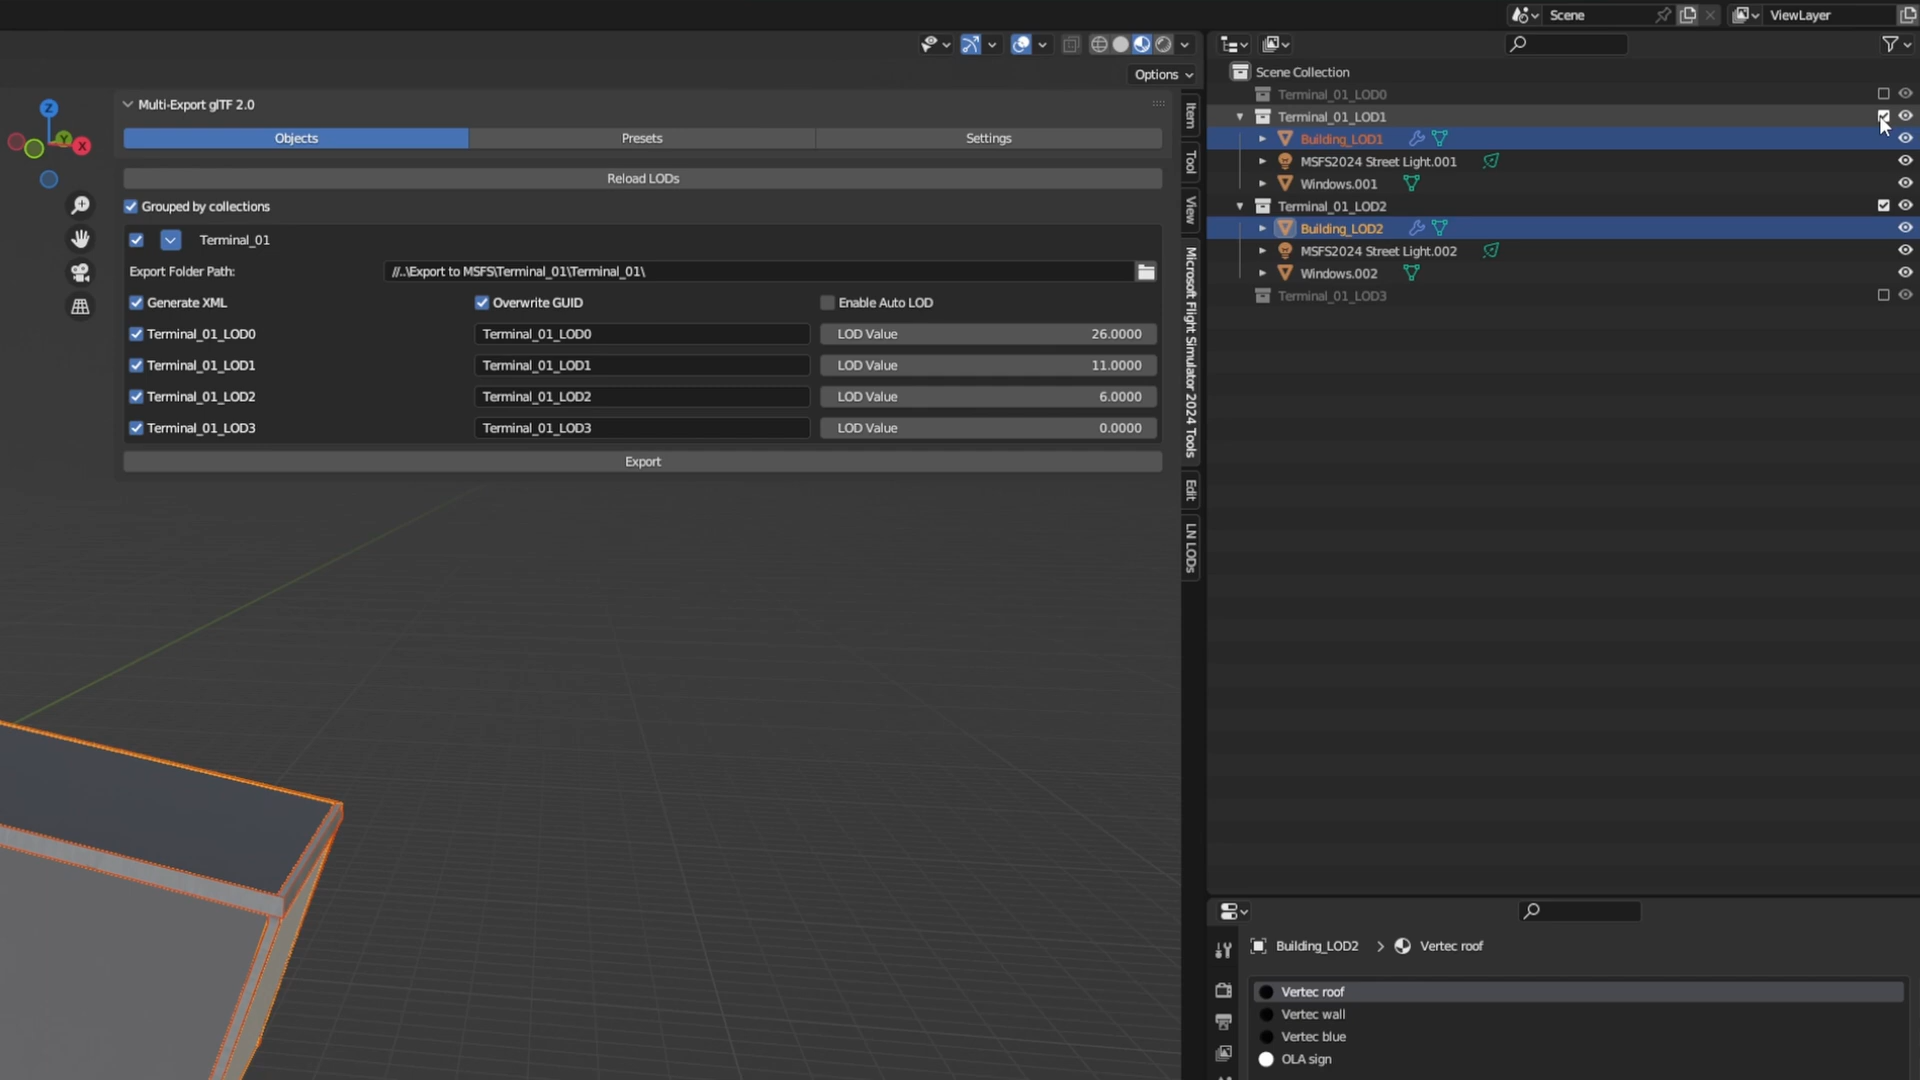 Scene
ViewLayer
Options
Scene Collection
Terminal_01_LOD0
Terminal_01_LOD1
Building_LOD1
MSFS2024 Street Light.001
Windows.001
Terminal_01_LOD2
Building_LOD2
MSFS2024 Street Light.002
Windows.002
Terminal_01_LOD3
Z
Y
X
Multi-Export glTF 2.0
Objects
Presets
Settings
Reload LODs
Grouped by collections
Terminal_01
Export Folder Path:
//..\Export to MSFS\Terminal_01\Terminal_01\
Generate XML
Overwrite GUID
Enable Auto LOD
Terminal_01_LOD0
Terminal_01_LOD0
LOD Value
26.0000
Terminal_01_LOD1
Terminal_01_LOD1
LOD Value
11.0000
Terminal_01_LOD2
Terminal_01_LOD2
LOD Value
6.0000
Terminal_01_LOD3
Terminal_01_LOD3
LOD Value
0.0000
Export
Item
Tool
View
Microsoft Flight Simulator 2024 Tools
Edit
LN LODs
Building_LOD2
Vertec roof
Vertec roof
Vertec wall
Vertec blue
OLA sign